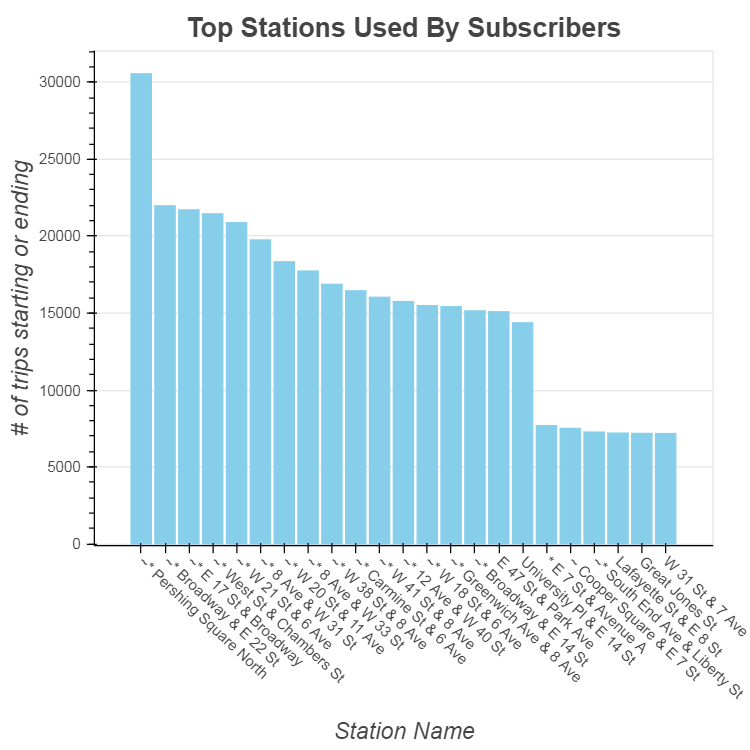 Top Stations Used By Subscribers
# of trips starting or ending
30000
25000
20000
15000
10000
5000
0
~* Pershing Square North
~* Broadway & E 22 St
~* E 17 St & Broadway
~* West St & Chambers St
~* W 21 St & 6 Ave
~* 8 Ave & W 31 St
~* W 20 St & 11 Ave
~* 8 Ave & W 33 St
~* W 38 St & 8 Ave
~* Carmine St & 6 Ave
~* W 41 St & 8 Ave
~* 12 Ave & W 40 St
~* W 18 St & 6 Ave
~* Greenwich Ave & 8 Ave
~* Broadway & E 14 St
E 47 St & Park Ave
University Pl & E 14 St
* E 7 St & Avenue A
~ Cooper Square & E 7 St
~* South End Ave & Liberty St
Lafayette St & E 8 St
Great Jones St
W 31 St & 7 Ave
Station Name